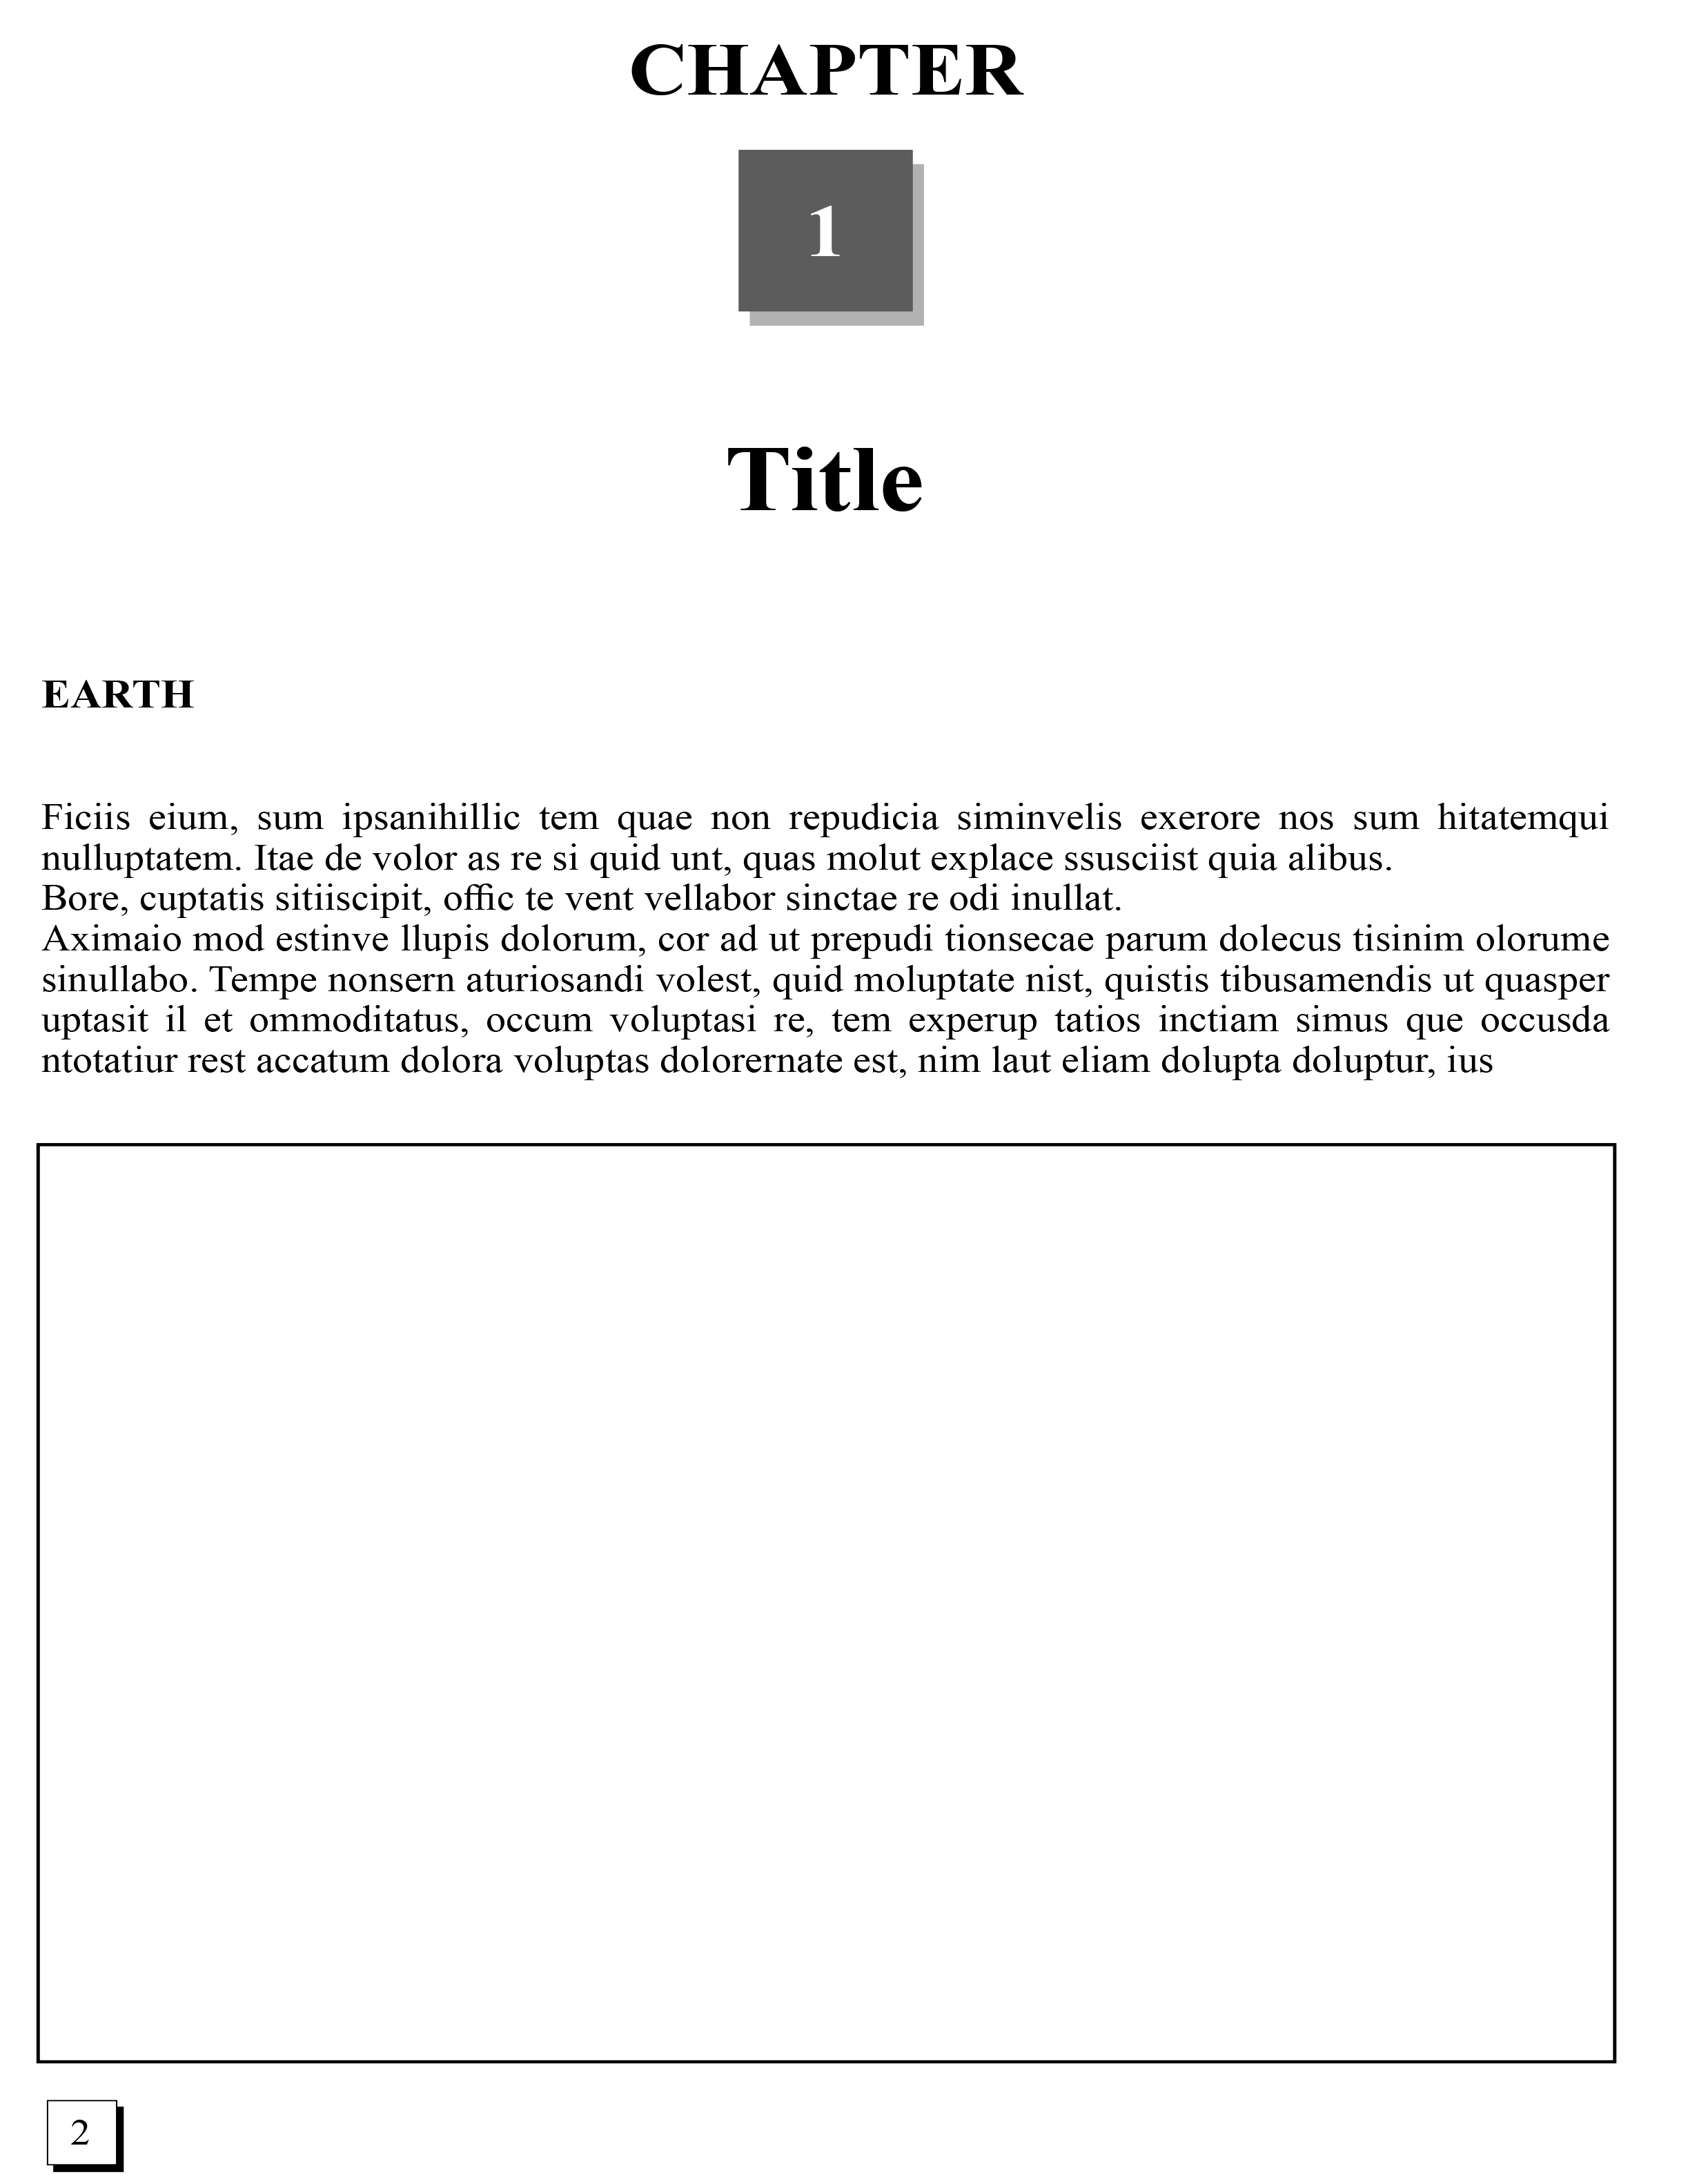 CHAPTER
1
Title
EARTH
Ficiis eium, sum ipsanihillic tem quae non repudicia siminvelis exerore nos sum hitatemqui
nulluptatem. Itae de volor as re si quid unt, quas molut explace ssusciist quia alibus.
Bore, cuptatis sitiiscipit, offic te vent vellabor sinctae re odi inullat.
Aximaio mod estinve llupis dolorum, cor ad ut prepudi tionsecae parum dolecus tisinim olorume
sinullabo. Tempe nonsern aturiosandi volest, quid moluptate nist, quistis tibusamendis ut quasper
uptasit il et ommoditatus, occum voluptasi re, tem experup tatios inctiam simus que occusda
ntotatiur rest accatum dolora voluptas dolorernate est, nim laut eliam dolupta doluptur, ius
2